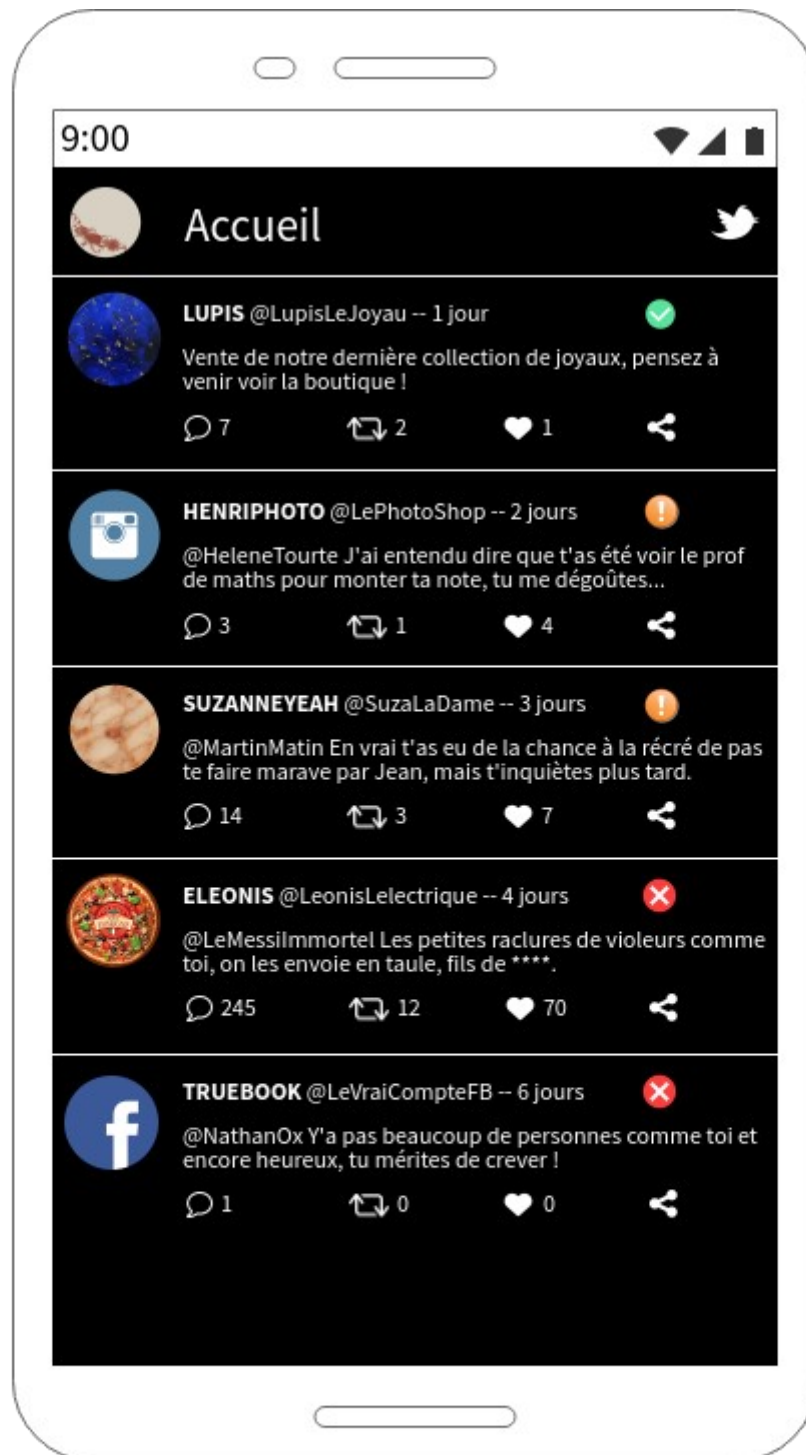 9:00
Accueil
LUPIS @LupisLeJoyau -- 1 jour
Vente de notre dernière collection de joyaux, pensez à
venir voir la boutique !
7 2 1
HENRIPHOTO @LePhotoShop -- 2 jours
@HeleneTourte J'ai entendu dire que t'as été voir le prof
de maths pour monter ta note, tu me dégoûtes...
3 1 4
SUZANNEYEAH @SuzaLaDame -- 3 jours
@MartinMatin En vrai t'as eu de la chance à la récré de pas
te faire marave par Jean, mais t'inquiètes plus tard.
14 3 7
ELEONIS @LeonisLelectrique -- 4 jours
@LeMessiImmortel Les petites raclures de violeurs comme
toi, on les envoie en taule, fils de ****.
245 12 70
TRUEBOOK @LeVraiCompteFB -- 6 jours
@NathanOx Y'a pas beaucoup de personnes comme toi et
encore heureux, tu mérites de crever !
1 0 0